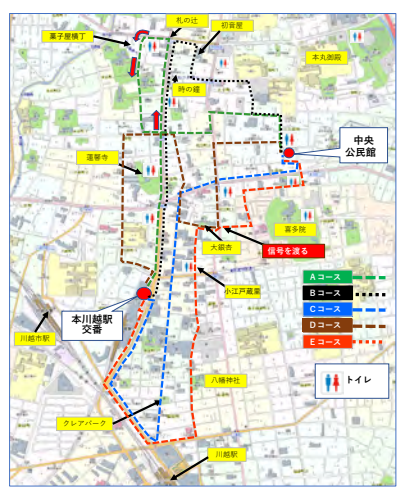 札の辻
菓子屋横丁
初音屋
本丸御殿
時の鐘
中央
公民館
蓮馨寺
喜多院
大銀杏
信号を渡る
Aコース
Bコース
Cコース
Dコース
Eコース
小江戸蔵里
本川越駅
交番
川越市駅
トイレ
八幡神社
クレアパーク
川越駅